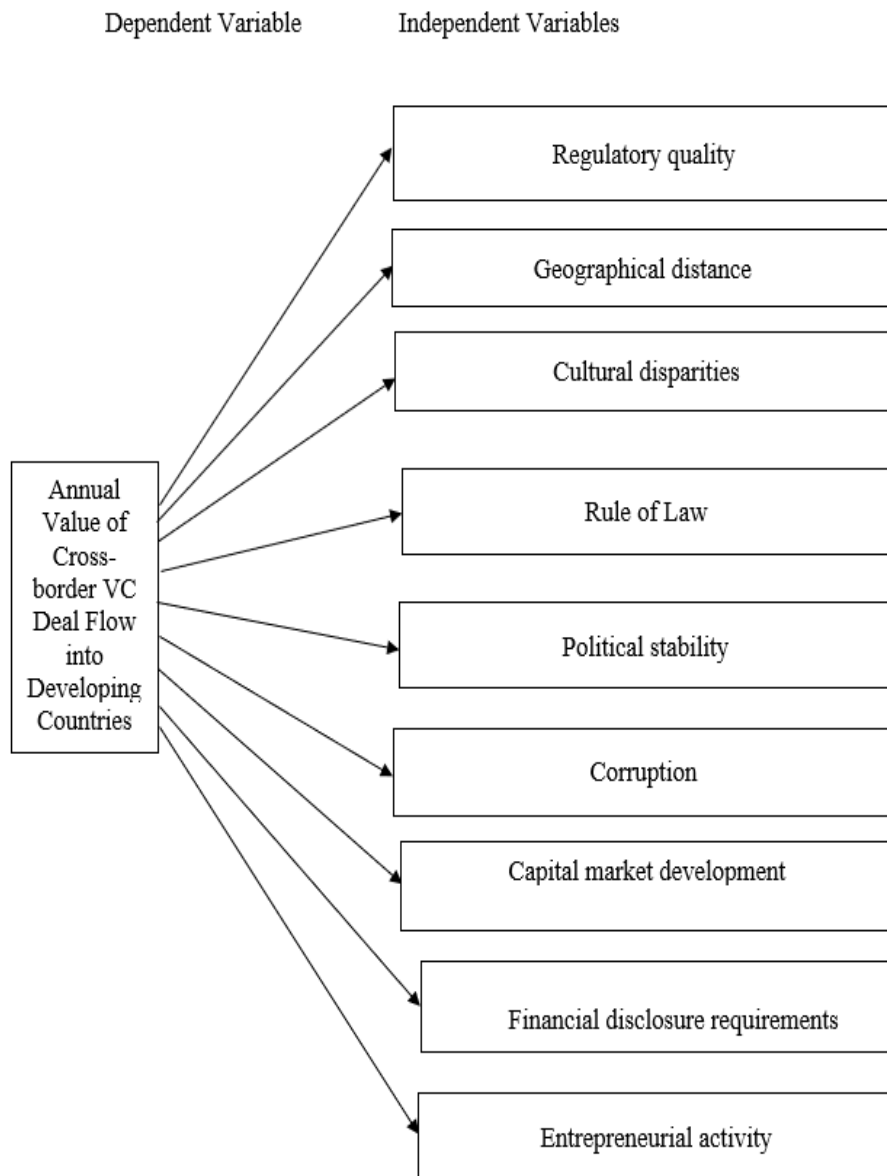 Dependent Variable
Independent Variables
Regulatory quality
Geographical distance
Cultural disparities
Annual
Value of
Cross-
border VC
Deal Flow
into
Developing
Countries
Rule of Law
Political stability
Corruption
Capital market development
Financial disclosure requirements
Entrepreneurial activity